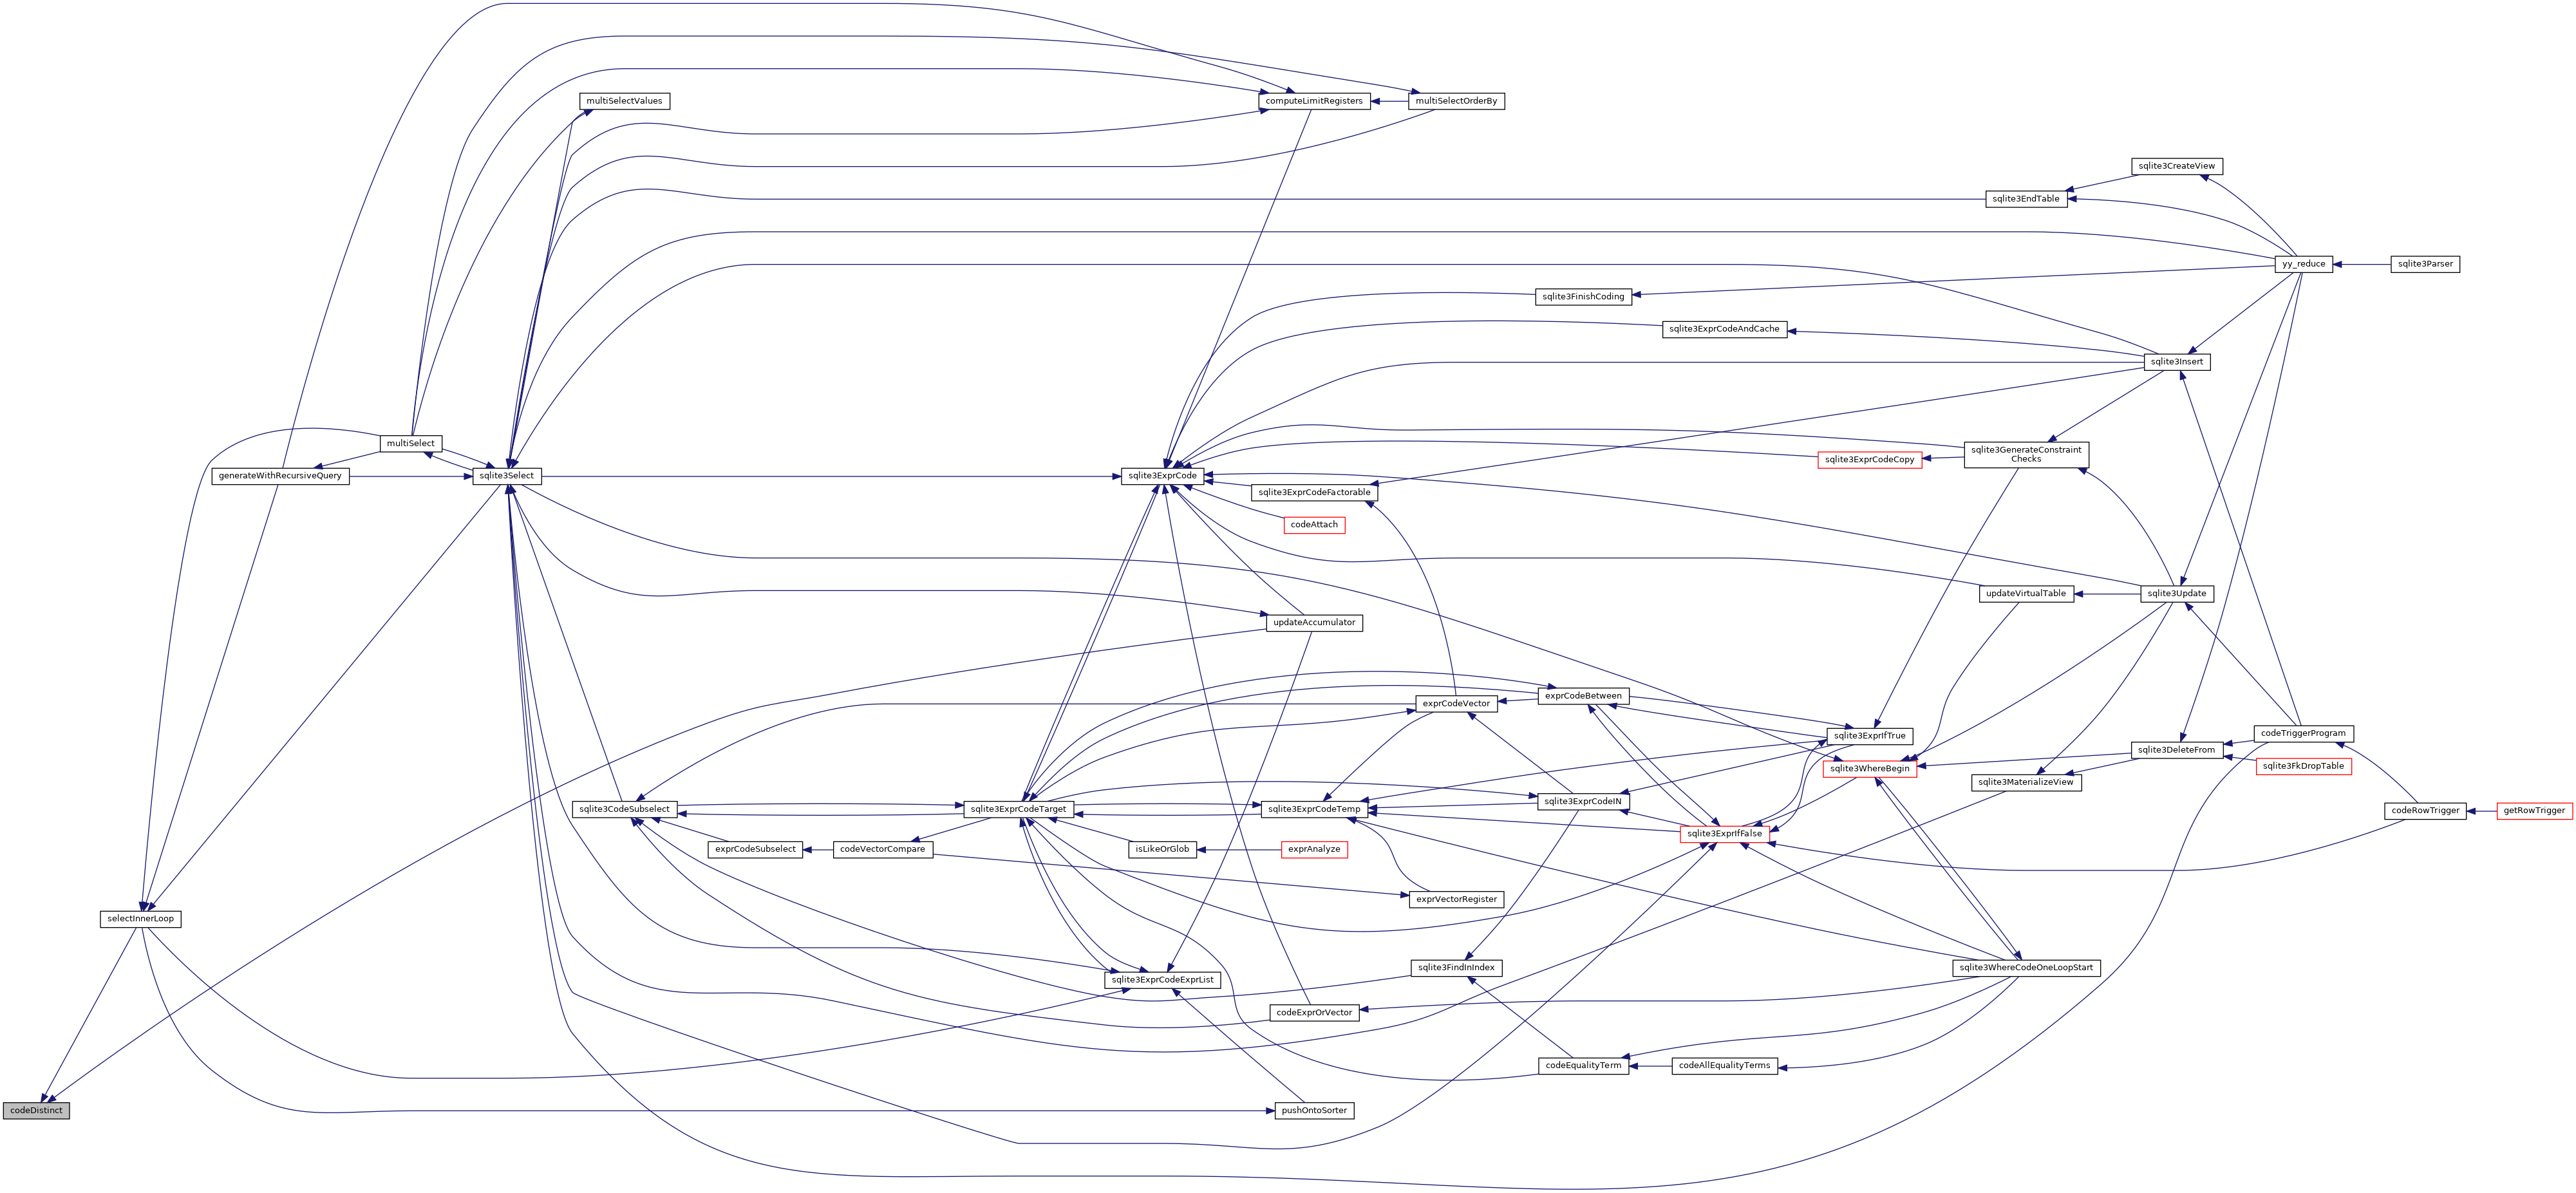 multiSelectValues
computeLimitRegisters
multiSelectOrderBy
sqlite3CreateView
sqlite3EndTable
yy_reduce
sqlite3Parser
sqlite3FinishCoding
sqlite3ExprCodeAndCache
sqlite3Insert
multiSelect
sqlite3GenerateConstraint
Checks
sqlite3ExprCodeCopy
generateWithRecursiveQuery
sqlite3Select
sqlite3ExprCode
sqlite3ExprCodeFactorable
codeAttach
updateVirtualTable
sqlite3Update
updateAccumulator
exprCodeBetween
exprCodeVector
sqlite3ExprIfTrue
codeTriggerProgram
sqlite3DeleteFrom
sqlite3FkDropTable
sqlite3WhereBegin
sqlite3MaterializeView
sqlite3CodeSubselect
sqlite3ExprCodeTarget
sqlite3ExprCodeTemp
sqlite3ExprCodeIN
codeRowTrigger
getRowTrigger
sqlite3ExprIfFalse
exprCodeSubselect
codeVectorCompare
isLikeOrGlob
exprAnalyze
exprVectorRegister
selectInnerLoop
sqlite3FindInIndex
sqlite3WhereCodeOneLoopStart
sqlite3ExprCodeExprList
codeExprOrVector
codeEqualityTerm
codeAllEqualityTerms
codeDistinct
pushOntoSorter